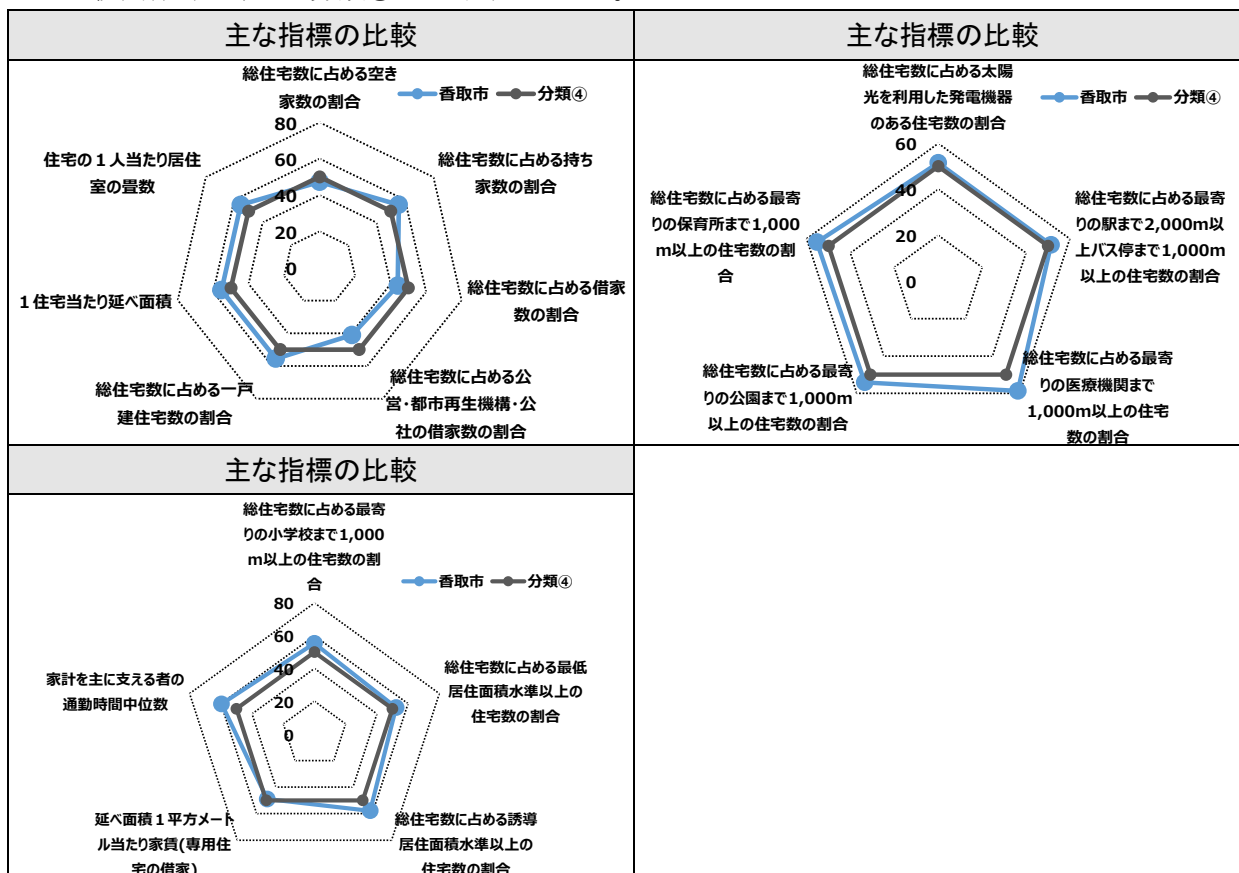 主な指標の比較
総住宅数に占める空き
家数の割合
香取市
分類④
80
60
40
20
0
住宅の１人当たり居住
室の畳数
総住宅数に占める持ち
家数の割合
１住宅当たり延べ面積
総住宅数に占める借家
数の割合
総住宅数に占める一戸
建住宅数の割合
総住宅数に占める公
営・都市再生機構・公
社の借家数の割合
主な指標の比較
総住宅数に占める太陽
光を利用した発電機器
のある住宅数の割合
香取市
分類④
60
40
20
0
総住宅数に占める最寄
りの保育所まで1,000
m以上の住宅数の割
合
総住宅数に占める最寄
りの駅まで2,000m以
上バス停まで1,000m
以上の住宅数の割合
総住宅数に占める最寄
りの公園まで1,000m
以上の住宅数の割合
総住宅数に占める最寄
りの医療機関まで
1,000m以上の住宅
数の割合
主な指標の比較
総住宅数に占める最寄
りの小学校まで1,000
m以上の住宅数の割
合
香取市
分類④
80
60
40
20
0
家計を主に支える者の
通勤時間中位数
総住宅数に占める最低
居住面積水準以上の
住宅数の割合
延べ面積１平方メート
ル当たり家賃(専用住
宅の借家)
総住宅数に占める誘導
居住面積水準以上の
住宅数の割合